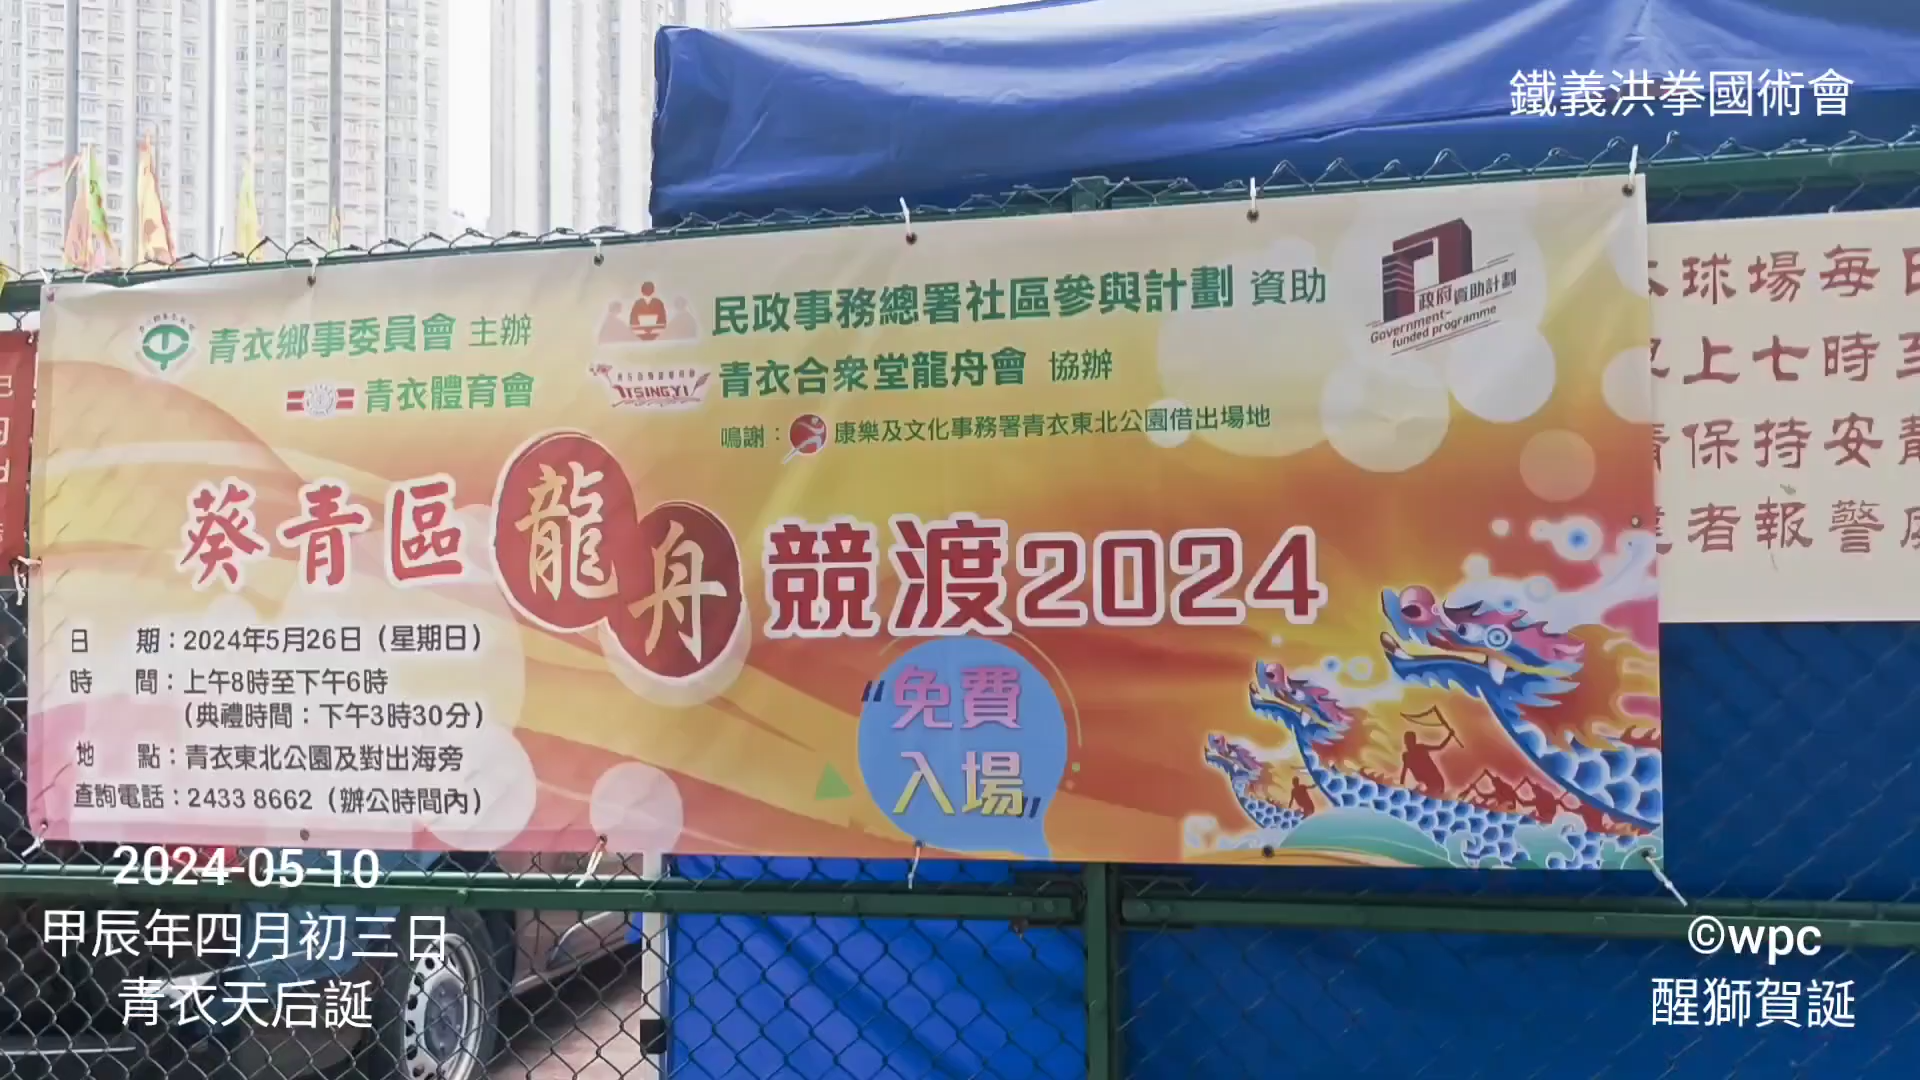 鐵義洪拳國術會
青衣鄉事委員會 主辦
青衣體育會
民政事務總署社區參與計劃 資助
青衣合衆堂龍舟會 協辦
TSING YI
鳴謝：康樂及文化事務署青衣東北公園借出場地
政府資助計劃
Government-
funded programme
葵青區龍舟競渡2024
日 期：2024年5月26日（星期日）
時 間：上午8時至下午6時
（典禮時間：下午3時30分）
地 點：青衣東北公園及對出海旁
查詢電話：2433 8662（辦公時間內）
"免費
入場"
球場每日
上七時至
保持安靜
者報警
2024-05-10
甲辰年四月初三日
青衣天后誕
©wpc
醒獅賀誕